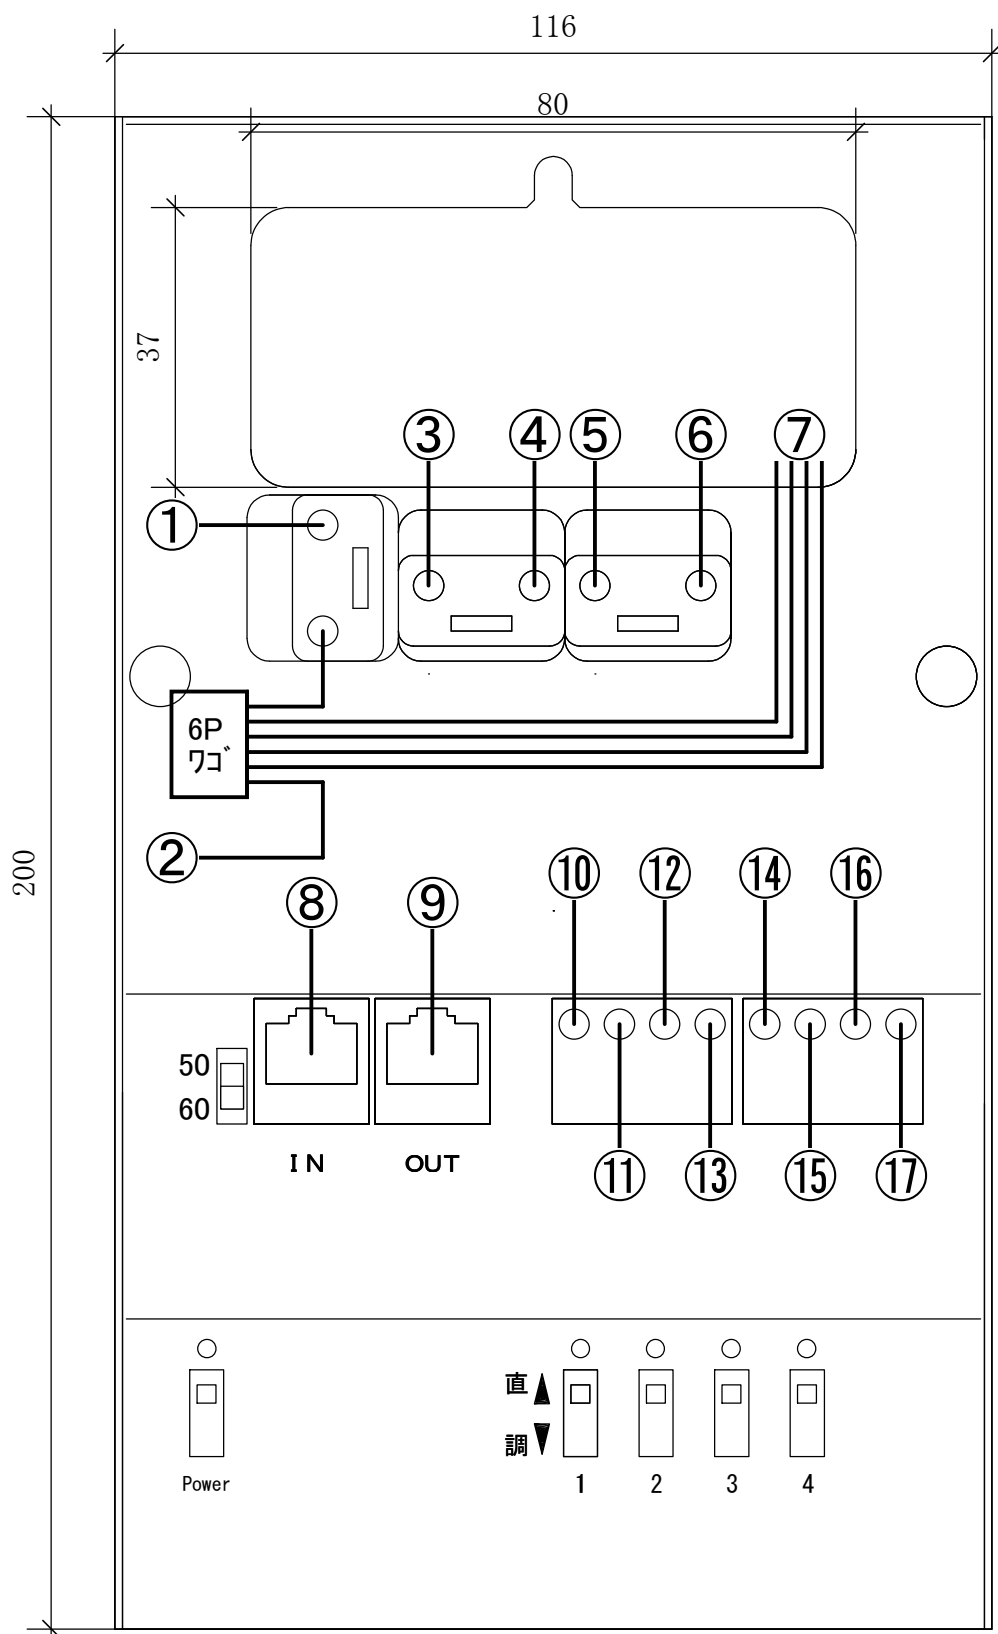 116
80
37
③ ④ ⑤ ⑥ ⑦
①
6P
ﾜｺﾞ
②
200
⑩ ⑫ ⑭ ⑯
⑧ ⑨
50
60
IN OUT
⑪ ⑬ ⑮ ⑰
直▲
調▼
Power 1 2 3 4